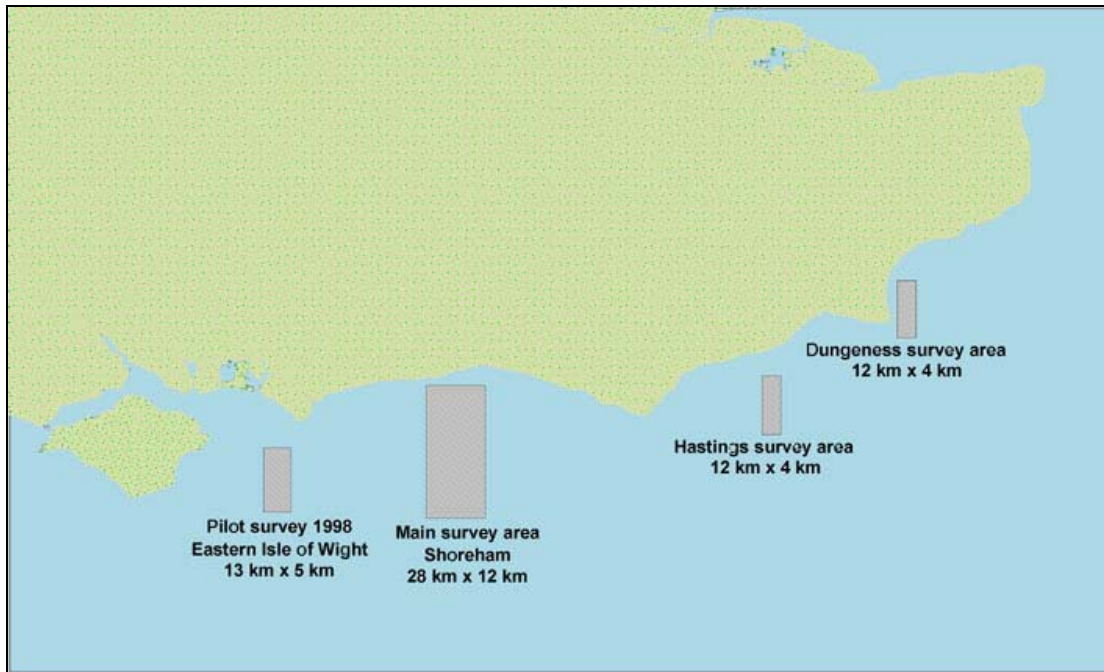 Dungeness survey area
12 km x 4 km
Hastings survey area
12 km x 4 km
Pilot survey 1998
Eastern Isle of Wight
13 km x 5 km
Main survey area
Shoreham
28 km x 12 km